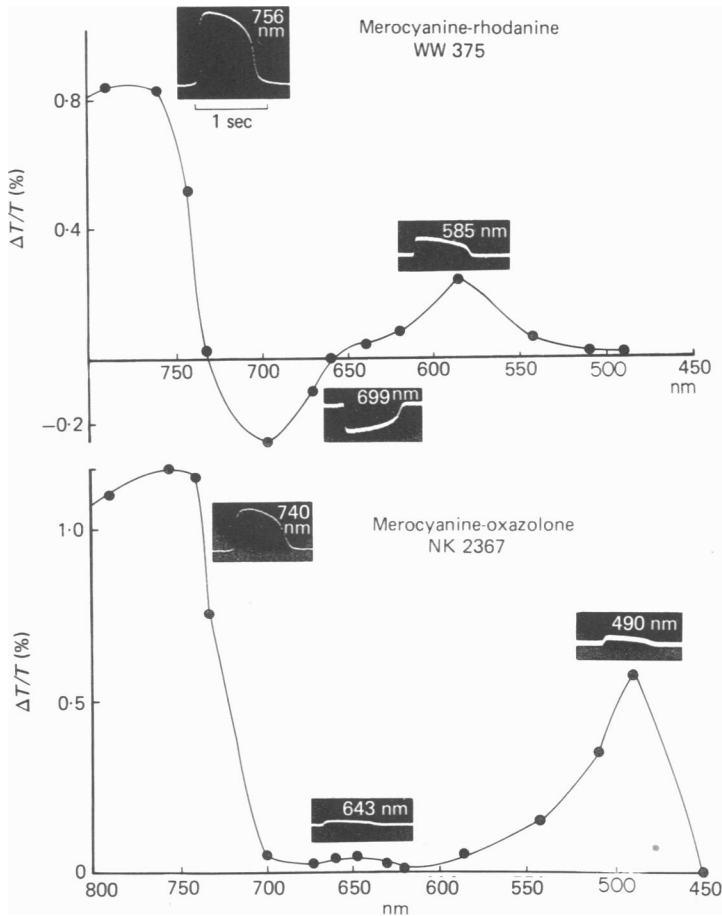 756
nm
Merocyanine-rhodanine
WW 375
0·8
1 sec
ΔT/T (%)
0·4
585 nm
750
700
650
600
550
500
450
nm
699 nm
−0·2
740
nm
Merocyanine-oxazolone
NK 2367
1·0
490 nm
ΔT/T (%)
0·5
643 nm
0
800
750
700
650
600
550
500
450
nm